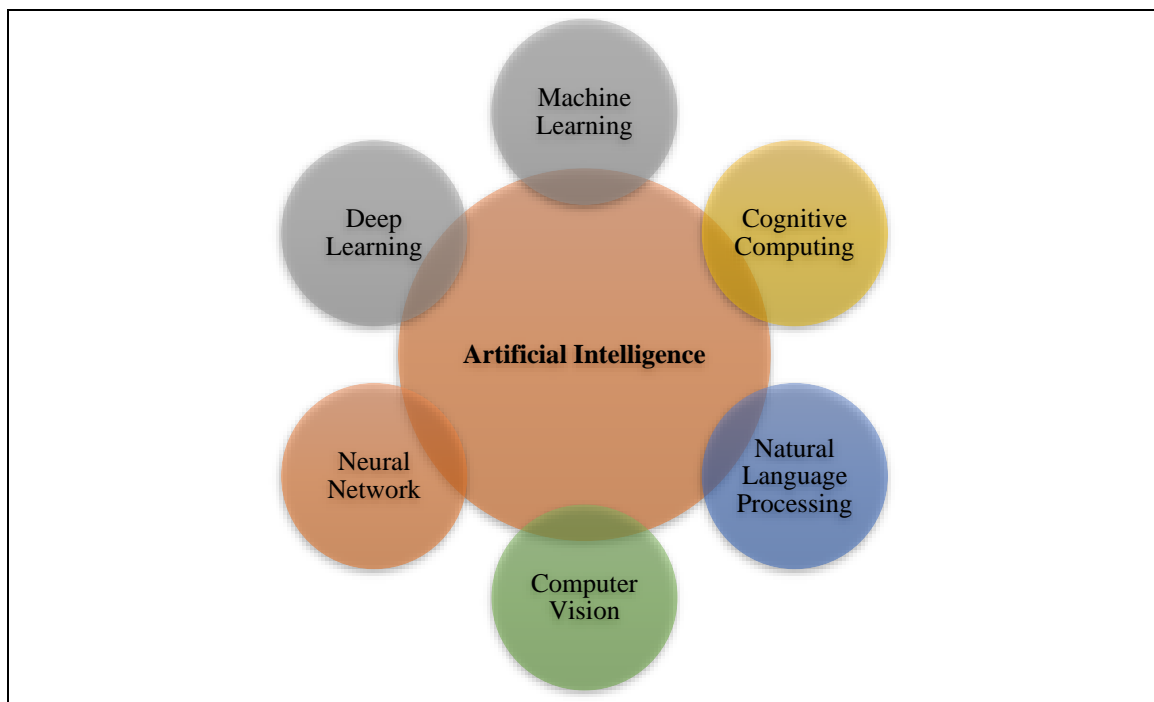 Machine
Learning
Deep
Learning
Cognitive
Computing
Artificial Intelligence
Neural
Network
Natural
Language
Processing
Computer
Vision